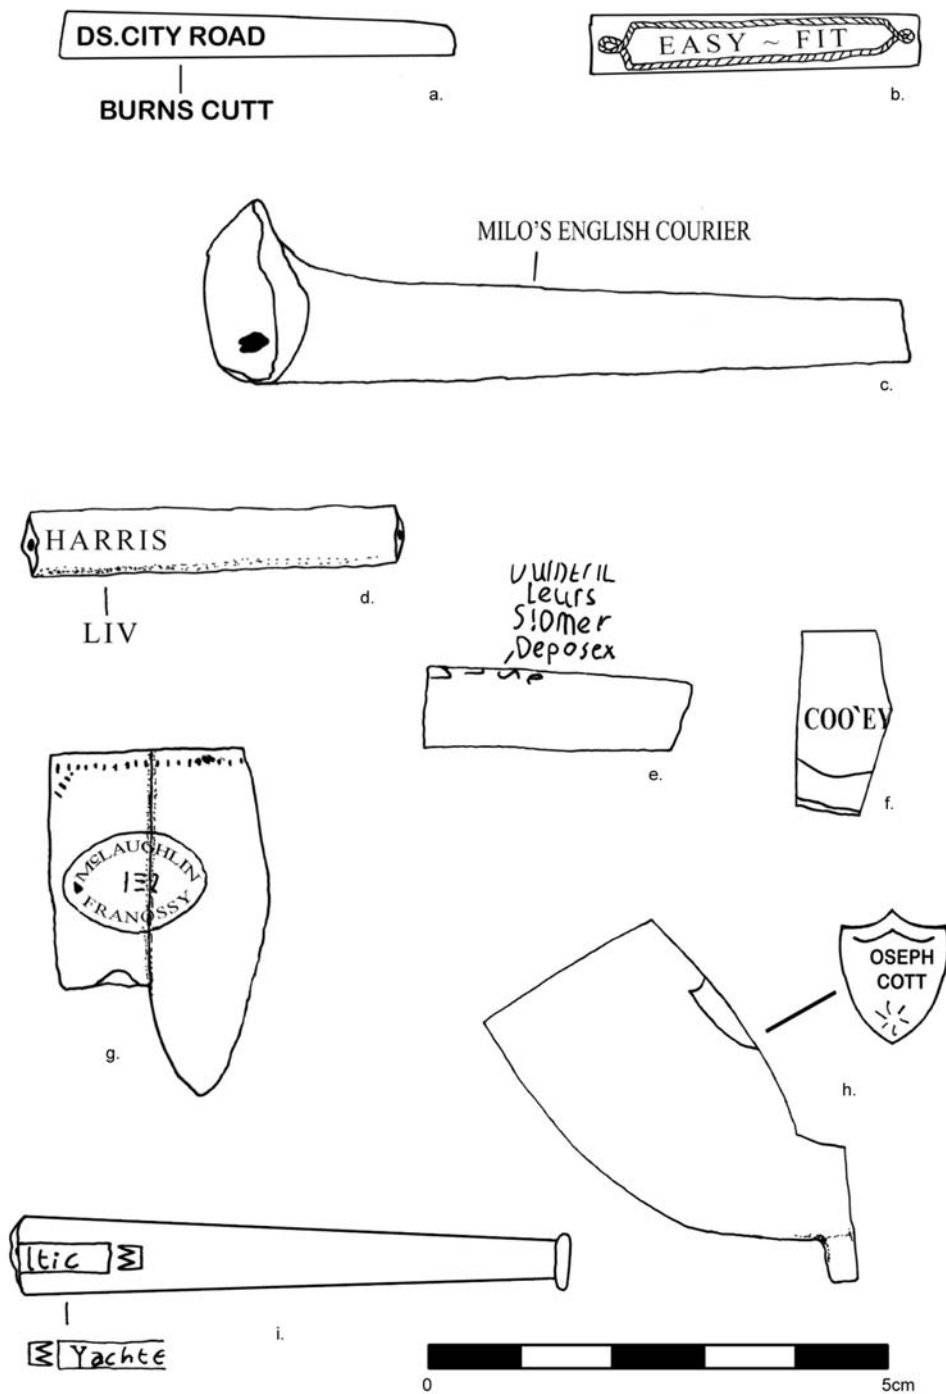 DS.CITY ROAD
BURNS CUTT
a.
EASY ~ FIT
b.
MILO'S ENGLISH COURIER
c.
HARRIS
LIV
d.
Leurs
S!OMer
Deposex
e.
COO`EY
f.
McLAUGHLIN
FRANOSSY
g.
OSEPH
COTT
h.
ltic
Yachte
i.
0 5cm